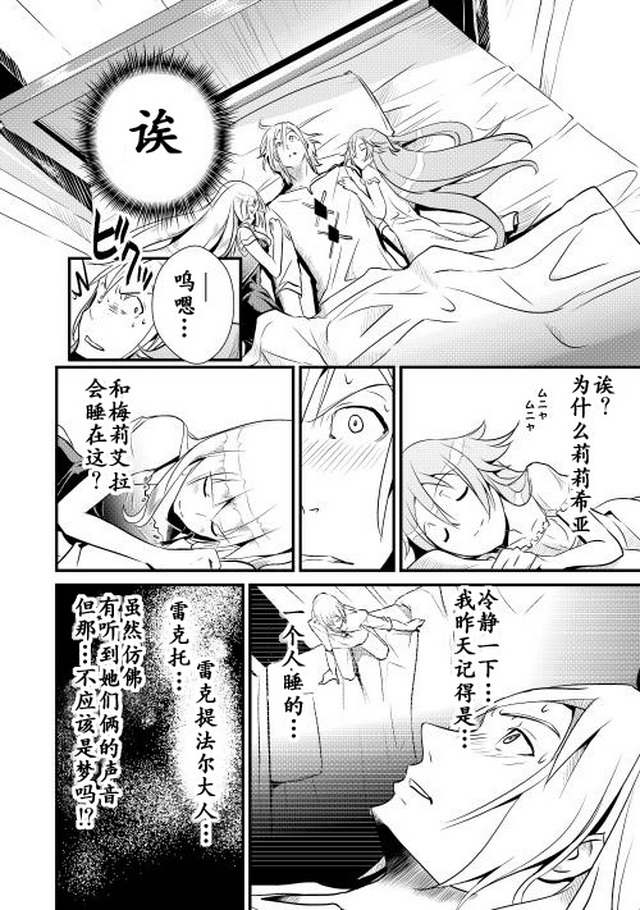 诶
ビクッ
呜嗯…
诶？
为什么莉莉希亚
ムニャ
ムニャ
和梅莉艾拉
会睡在这？
冷静一下…
我昨天记得是…
一个人睡的…
雷克提法尔大人…
雷克托…
虽然仿佛
有听到她们俩的声音
但那…不应该是梦吗!?